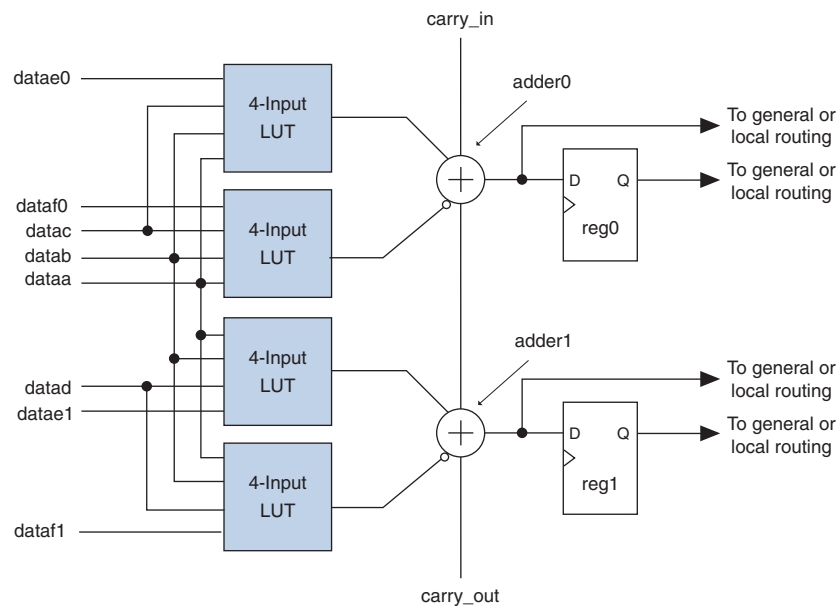 carry_in
adder0
datae0
4-Input
LUT
To general or
local routing
To general or
local routing
D Q
reg0
dataf0
datac
datab
dataa
4-Input
LUT
adder1
4-Input
LUT
To general or
local routing
To general or
local routing
datad
datae1
D Q
reg1
4-Input
LUT
dataf1
carry_out